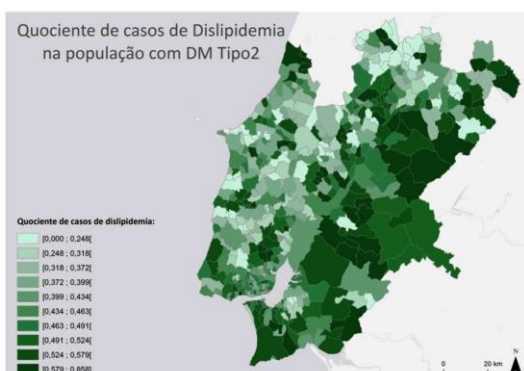 Quociente de casos de Dislipidemia
na população com DM Tipo2
Quociente de casos de dislipidemia:
[0,000 ; 0,248[
[0,248 ; 0,318[
[0,318 ; 0,372[
[0,372 ; 0,399[
[0,399 ; 0,434[
[0,434 ; 0,463[
[0,463 ; 0,491[
[0,491 ; 0,524[
[0,524 ; 0,579[
[0,579 ; 0,858]
N
0 20 km